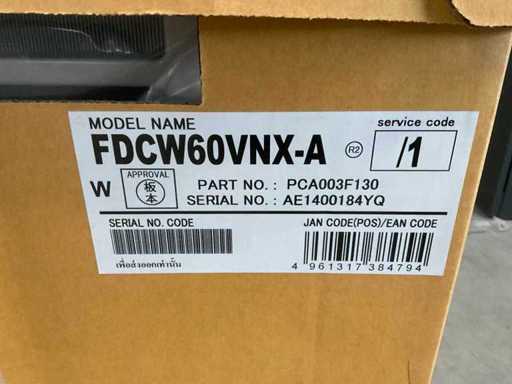 MODEL NAME
service code
FDCW60VNX-A
R2
/1
W
APPROVAL
板
本
PART NO. : PCA003F130
SERIAL NO. : AE1400184YQ
SERIAL NO. CODE
JAN CODE(POS)/EAN CODE
เพื่อส่งออกเท่านั้น
4 961317 384794